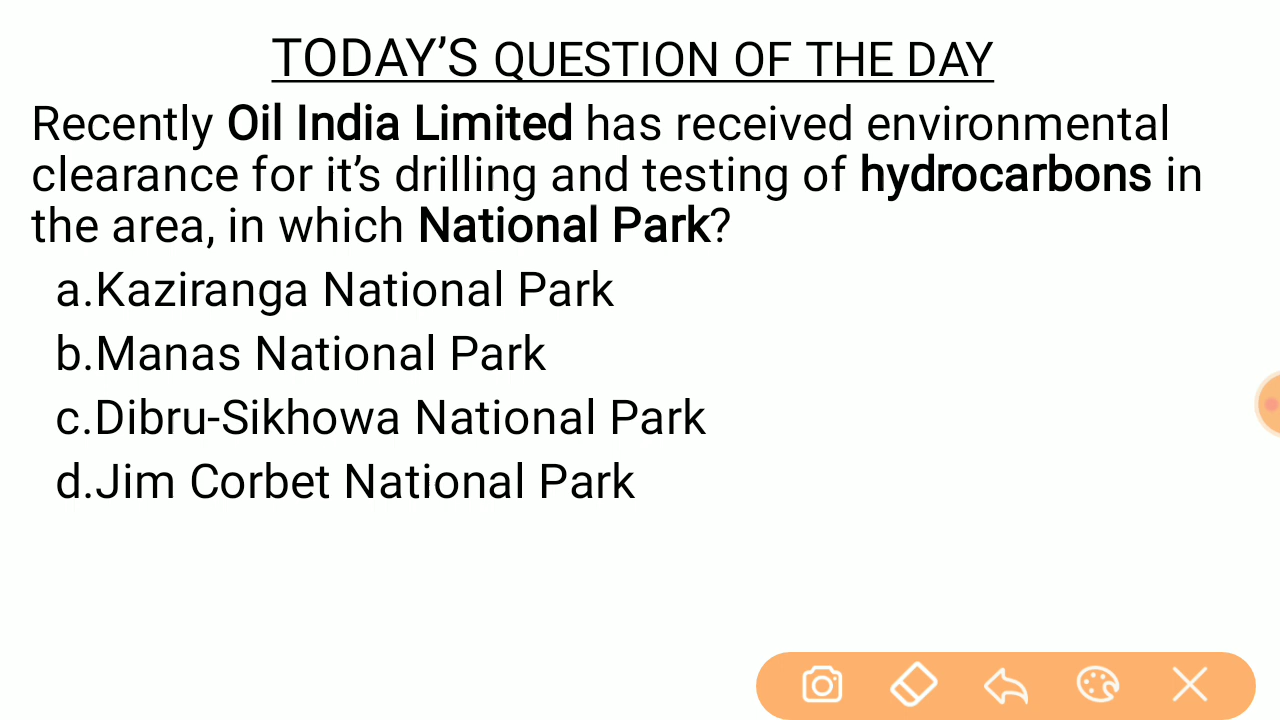 TODAY’S QUESTION OF THE DAY
Recently Oil India Limited has received environmental
clearance for it’s drilling and testing of hydrocarbons in
the area, in which National Park?
a.Kaziranga National Park
b.Manas National Park
c.Dibru-Sikhowa National Park
d.Jim Corbet National Park